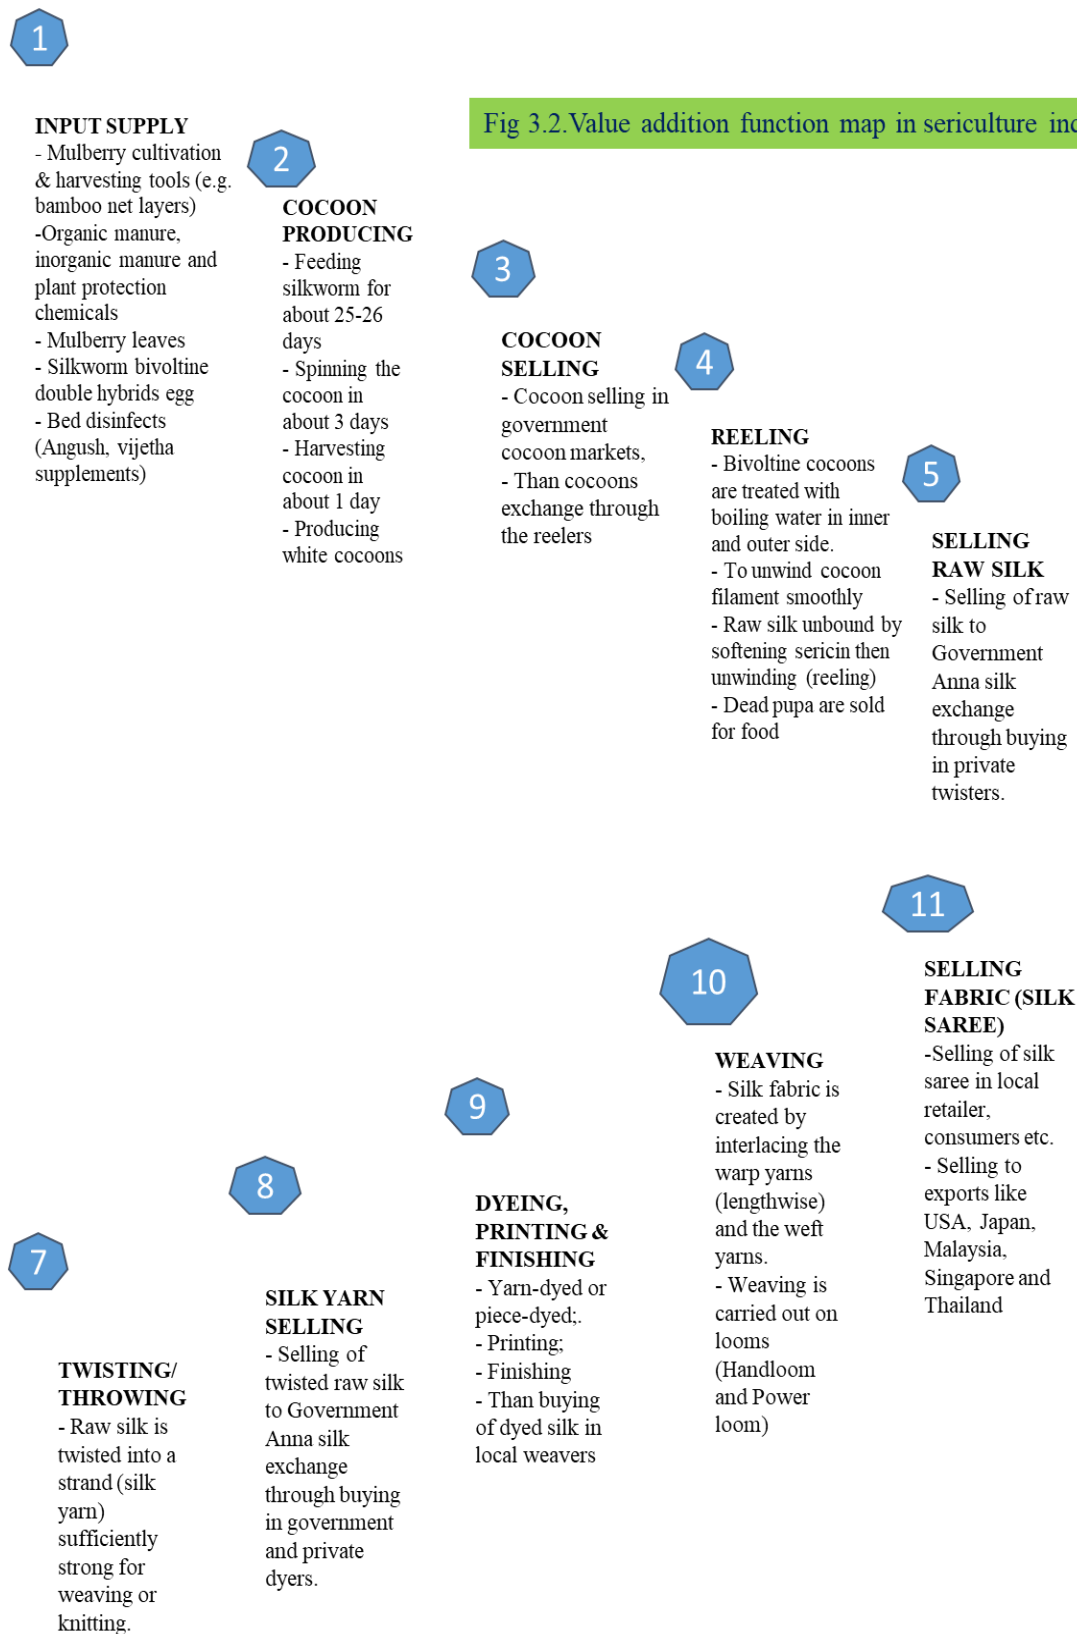 1
INPUT SUPPLY
- Mulberry cultivation
& harvesting tools (e.g.
bamboo net layers)
-Organic manure,
inorganic manure and
plant protection
chemicals
- Mulberry leaves
- Silkworm bivoltine
double hybrids egg
- Bed disinfects
(Angush, vijetha
supplements)
Fig 3.2.Value addition function map in sericulture inc
2
COCOON
PRODUCING
- Feeding
silkworm for
about 25-26
days
- Spinning the
cocoon in
about 3 days
- Harvesting
cocoon in
about 1 day
- Producing
white cocoons
3
COCOON
SELLING
- Cocoon selling in
government
cocoon markets,
- Than cocoons
exchange through
the reelers
4
REELING
- Bivoltine cocoons
are treated with
boiling water in inner
and outer side.
- To unwind cocoon
filament smoothly
- Raw silk unbound by
softening sericin then
unwinding (reeling)
- Dead pupa are sold
for food
5
SELLING
RAW SILK
- Selling of raw
silk to
Government
Anna silk
exchange
through buying
in private
twisters.
7
TWISTING/
THROWING
- Raw silk is
twisted into a
strand (silk
yarn)
sufficiently
strong for
weaving or
knitting.
8
SILK YARN
SELLING
- Selling of
twisted raw silk
to Government
Anna silk
exchange
through buying
in government
and private
dyers.
9
DYEING,
PRINTING &
FINISHING
- Yarn-dyed or
piece-dyed;.
- Printing;
- Finishing
- Than buying
of dyed silk in
local weavers
10
WEAVING
- Silk fabric is
created by
interlacing the
warp yarns
(lengthwise)
and the weft
yarns.
- Weaving is
carried out on
looms
(Handloom
and Power
loom)
11
SELLING
FABRIC (SILK
SAREE)
-Selling of silk
saree in local
retailer,
consumers etc.
- Selling to
exports like
USA, Japan,
Malaysia,
Singapore and
Thailand